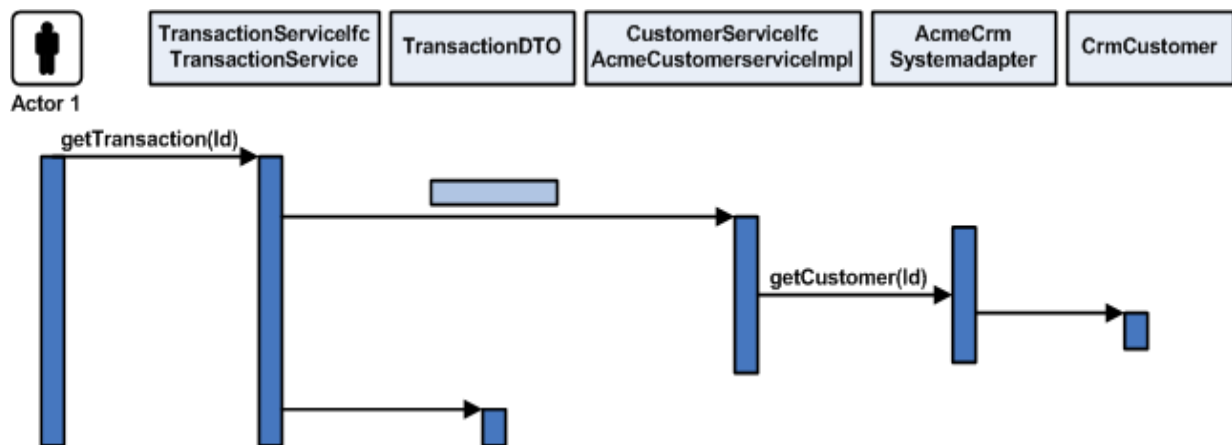 TransactionServiceIfc
TransactionService
TransactionDTO
CustomerServiceIfc
AcmeCustomerserviceImpl
AcmeCrm
Systemadapter
CrmCustomer
Actor 1
getTransaction(Id)
getCustomer(Id)